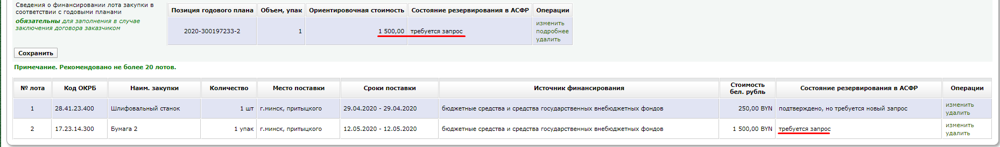 Сведения о финансировании лота закупки в
соответствии с годовыми планами
обязательны для заполнения в случае
заключения договора заказчиком
Позиция годового плана Объем, упак Ориентировочная стоимость Состояние резервирования в АСФР Операции
2020-300197233-2 1 1 500,00 требуется запрос изменить
подробнее
удалить
Сохранить
Примечание. Рекомендовано не более 20 лотов.
№ лота Код ОКРБ Наим. закупки Количество Место поставки Сроки поставки Источник финансирования Стоимость бел. рубль Состояние резервирования в АСФР Операции
1 28.41.23.400 Шлифовальный станок 1 шт г.минск, притыцкого 29.04.2020 - 29.04.2020 бюджетные средства и средства государственных внебюджетных фондов 250,00 BYN подтверждено, но требуется новый запрос изменить
удалить
2 17.23.14.300 Бумага 2 1 упак г.минск, притыцкого 12.05.2020 - 12.05.2020 бюджетные средства и средства государственных внебюджетных фондов 1 500,00 BYN требуется запрос изменить
удалить